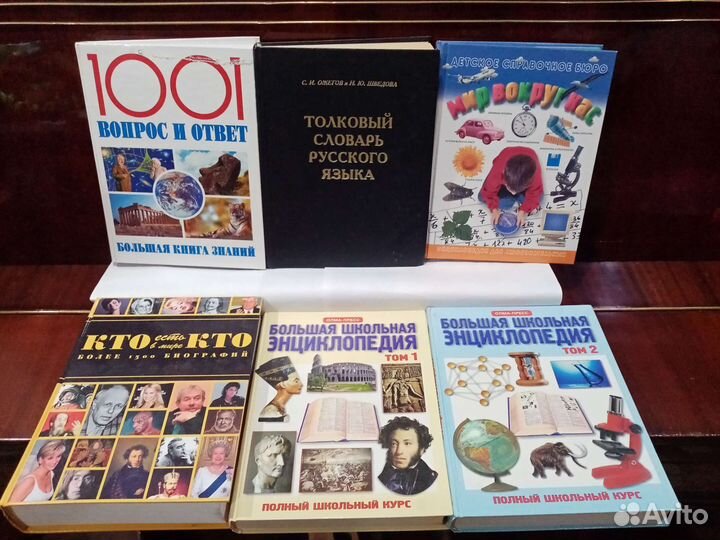 1001
ВОПРОС И ОТВЕТ
БОЛЬШАЯ КНИГА ЗНАНИЙ
С. И. ОЖЕГОВ и Н. Ю. ШВЕДОВА
ТОЛКОВЫЙ
СЛОВАРЬ
РУССКОГО
ЯЗЫКА
ДЕТСКОЕ СПРАВОЧНОЕ БЮРО
МИР ВОКРУГ НАС
КТО есть в мире КТО
БОЛЕЕ 1500 БИОГРАФИЙ
ОЛМА-ПРЕСС
БОЛЬШАЯ ШКОЛЬНАЯ
ЭНЦИКЛОПЕДИЯ
ТОМ 1
ПОЛНЫЙ ШКОЛЬНЫЙ КУРС
ОЛМА-ПРЕСС
БОЛЬШАЯ ШКОЛЬНАЯ
ЭНЦИКЛОПЕДИЯ
ТОМ 2
ПОЛНЫЙ ШКОЛЬНЫЙ КУРС
Avito